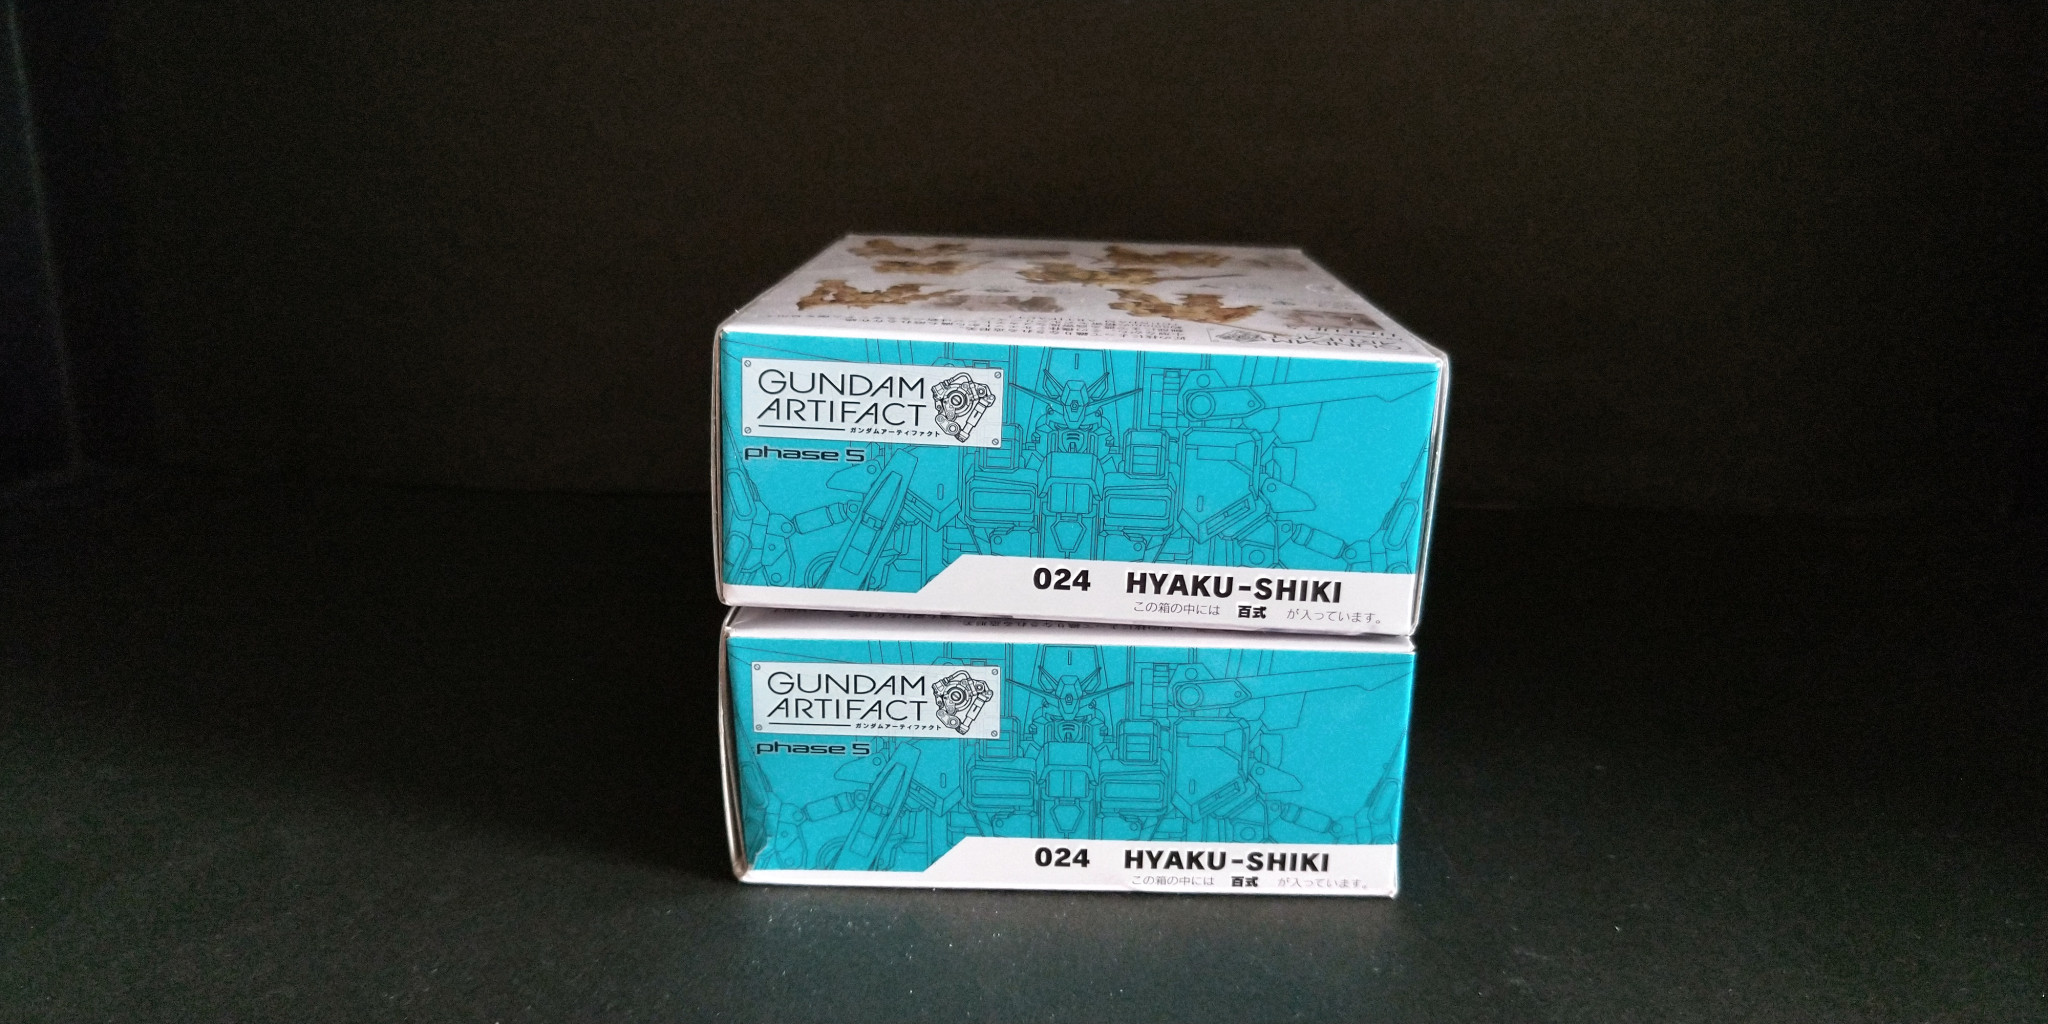 GUNDAM
ARTIFACT
ガンダムアーティファクト
phase 5
024 HYAKU-SHIKI
この箱の中には 百式 が入っています。
GUNDAM
ARTIFACT
ガンダムアーティファクト
phase 5
024 HYAKU-SHIKI
この箱の中には 百式 が入っています。